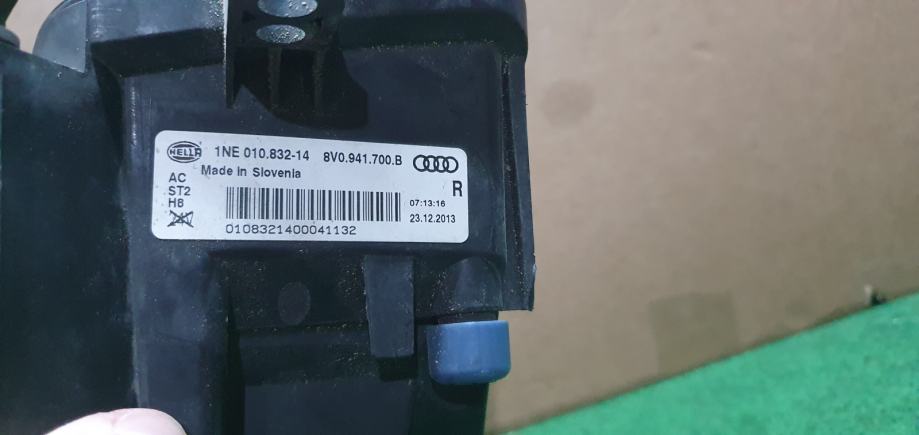 HELLA 1NE 010.832-14 8V0.941.700.B
Made in Slovenia
AC
ST2
H8
R
07:13:16
23.12.2013
0108321400041132